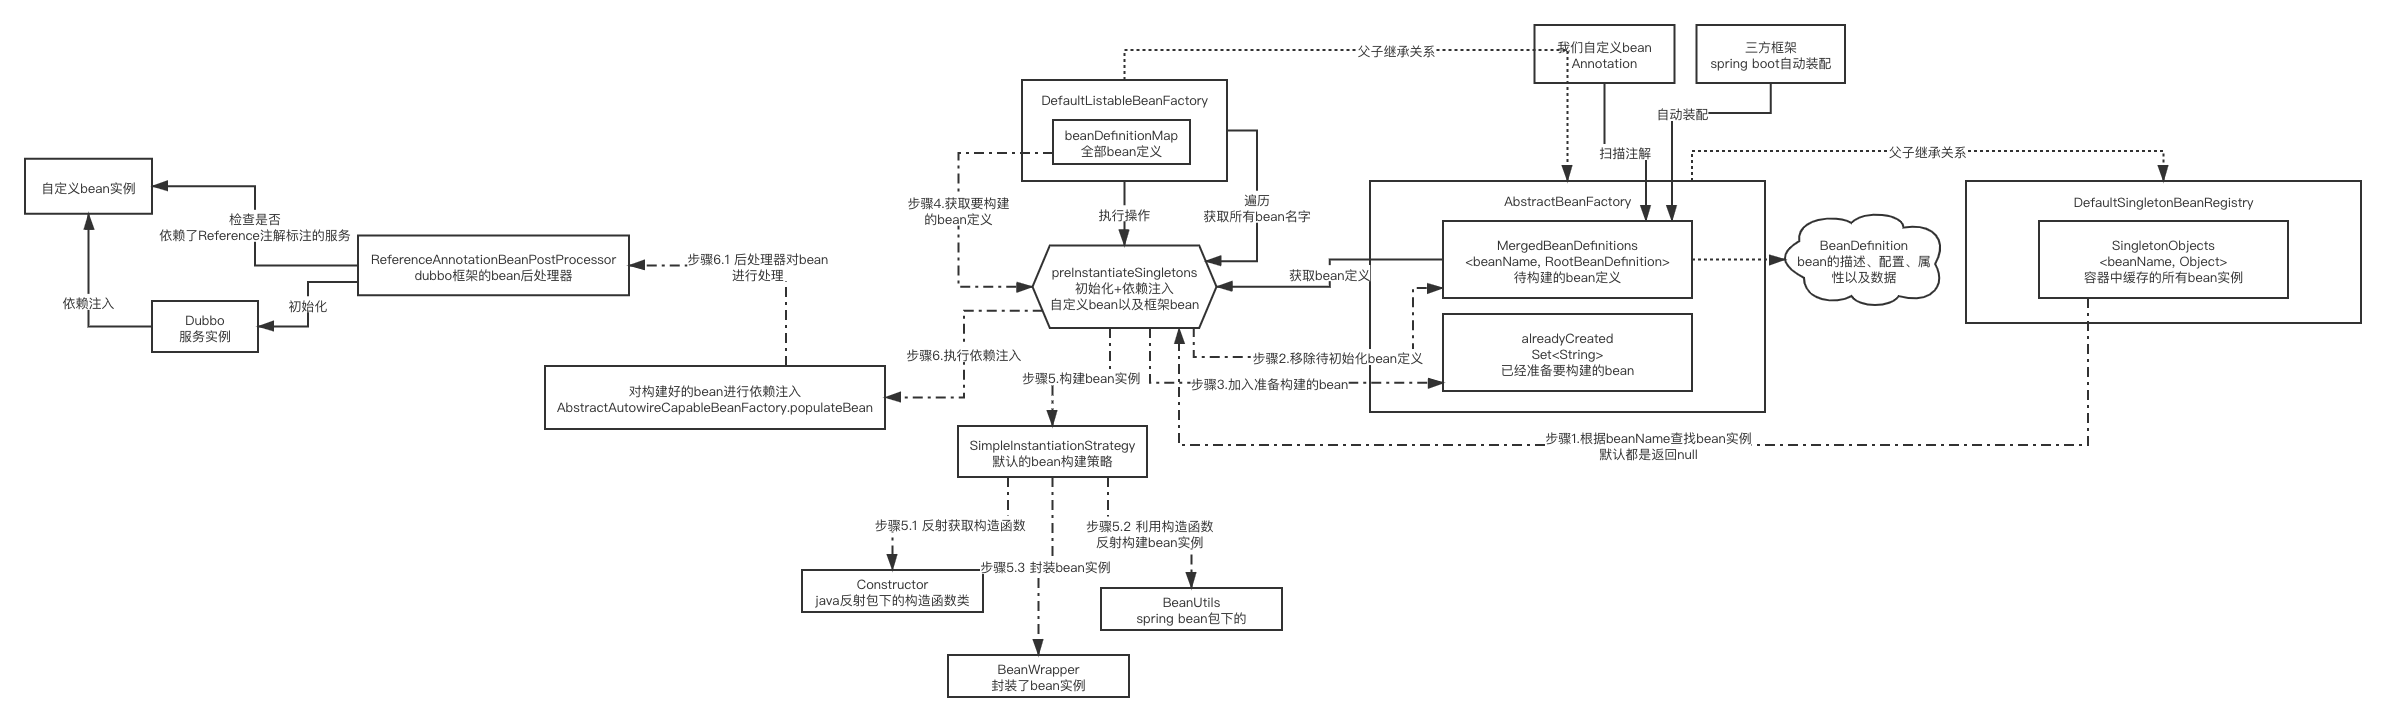 我们自定义bean
Annotation
三方框架
spring boot自动装配
父子继承关系
DefaultListableBeanFactory
beanDefinitionMap
全部bean定义
自动装配
扫描注解
父子继承关系
自定义bean实例
检查是否
依赖了Reference注解标注的服务
步骤4.获取要构建
的bean定义
执行操作
遍历
获取所有bean名字
AbstractBeanFactory
MergedBeanDefinitions
<beanName, RootBeanDefinition>
待构建的bean定义
BeanDefinition
bean的描述、配置、属
性以及数据
DefaultSingletonBeanRegistry
SingletonObjects
<beanName, Object>
容器中缓存的所有bean实例
ReferenceAnnotationBeanPostProcessor
dubbo框架的bean后处理器
步骤6.1 后处理器对bean
进行处理
preInstantiateSingletons
初始化+依赖注入
自定义bean以及框架bean
获取bean定义
依赖注入
初始化
Dubbo
服务实例
步骤6.执行依赖注入
步骤2.移除待初始化bean定义
alreadyCreated
Set<String>
已经准备要构建的bean
步骤5.构建bean实例
步骤3.加入准备构建的bean
对构建好的bean进行依赖注入
AbstractAutowireCapableBeanFactory.populateBean
SimpleInstantiationStrategy
默认的bean构建策略
步骤1.根据beanName查找bean实例
默认都是返回null
步骤5.1 反射获取构造函数
步骤5.2 利用构造函数
反射构建bean实例
步骤5.3 封装bean实例
Constructor
java反射包下的构造函数类
BeanUtils
spring bean包下的
BeanWrapper
封装了bean实例